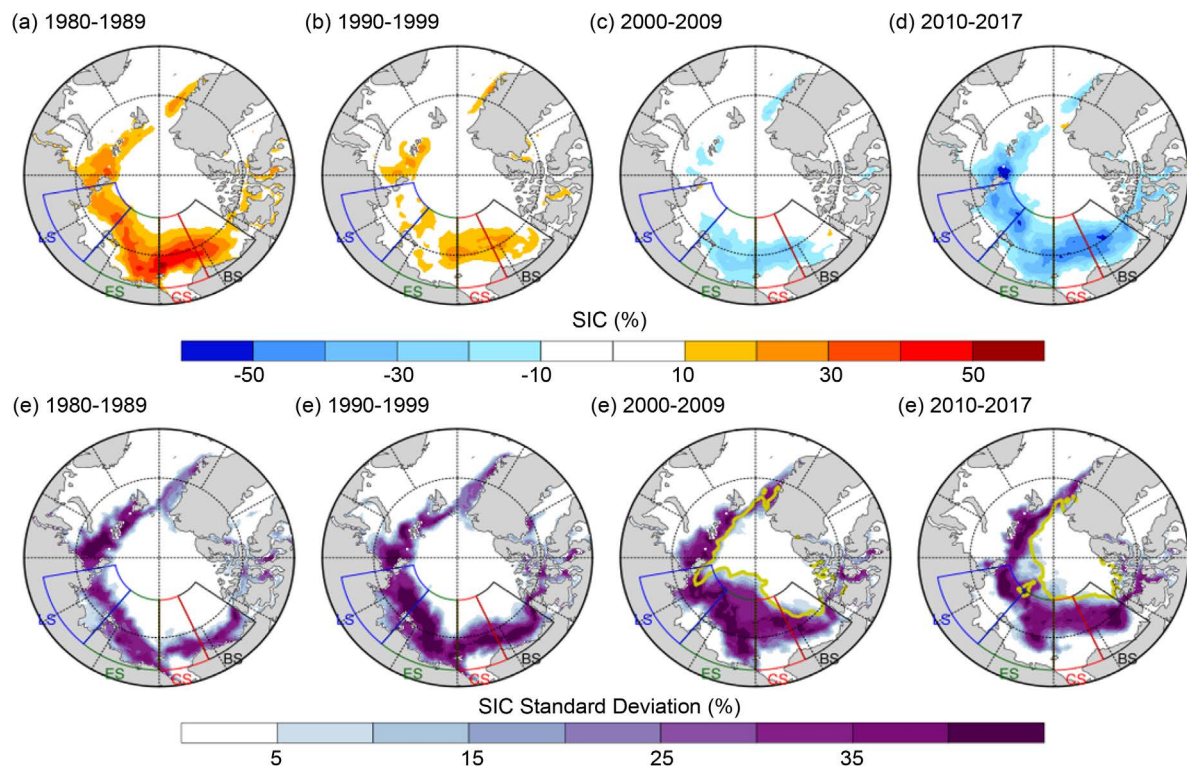 (a) 1980-1989 (b) 1990-1999 (c) 2000-2009 (d) 2010-2017
LS ES CS BS LS ES CS BS LS ES CS BS LS ES CS BS
SIC (%)
-50 -30 -10 10 30 50
(e) 1980-1989 (e) 1990-1999 (e) 2000-2009 (e) 2010-2017
LS ES CS BS LS ES CS BS LS ES CS BS LS ES CS BS
SIC Standard Deviation (%)
5 15 25 35